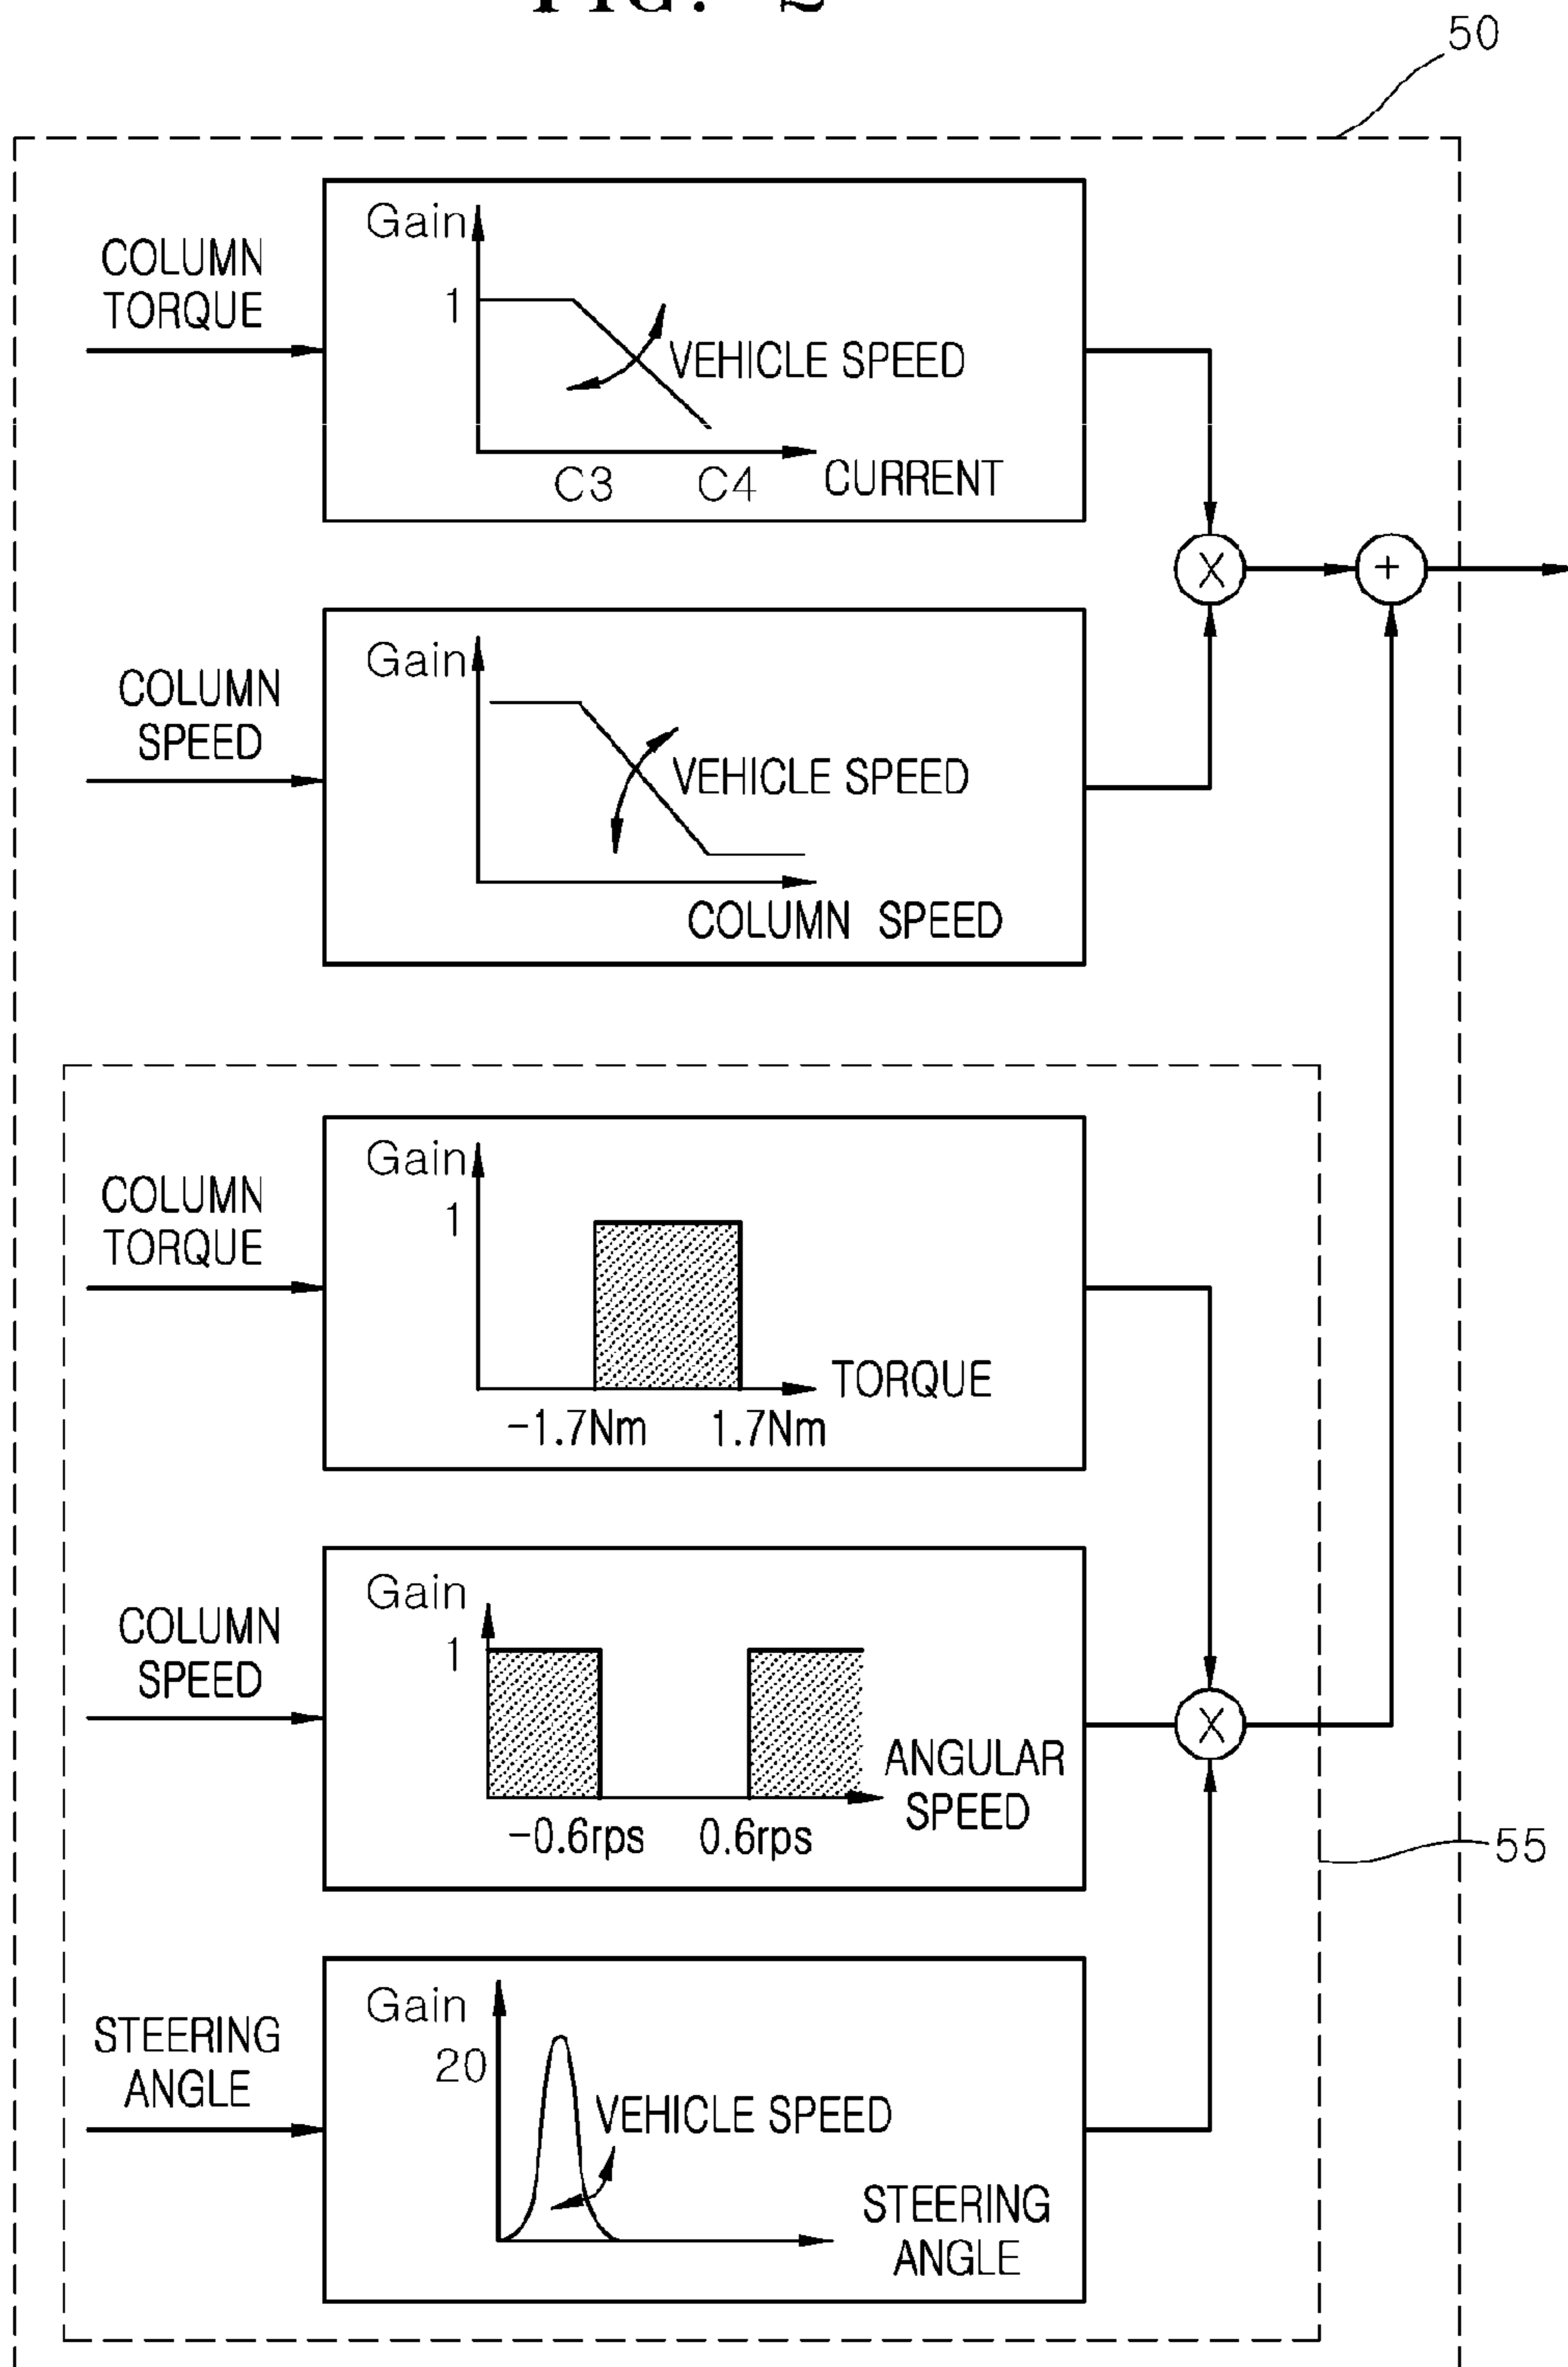 FIG. 2
50
COLUMN
TORQUE
Gain
1
VEHICLE SPEED
C3 C4 CURRENT
X
+
COLUMN
SPEED
Gain
VEHICLE SPEED
COLUMN SPEED
COLUMN
TORQUE
Gain
1
TORQUE
-1.7Nm 1.7Nm
COLUMN
SPEED
Gain
1
X
ANGULAR
SPEED
-0.6rps 0.6rps
55
STEERING
ANGLE
Gain
20
VEHICLE SPEED
STEERING
ANGLE